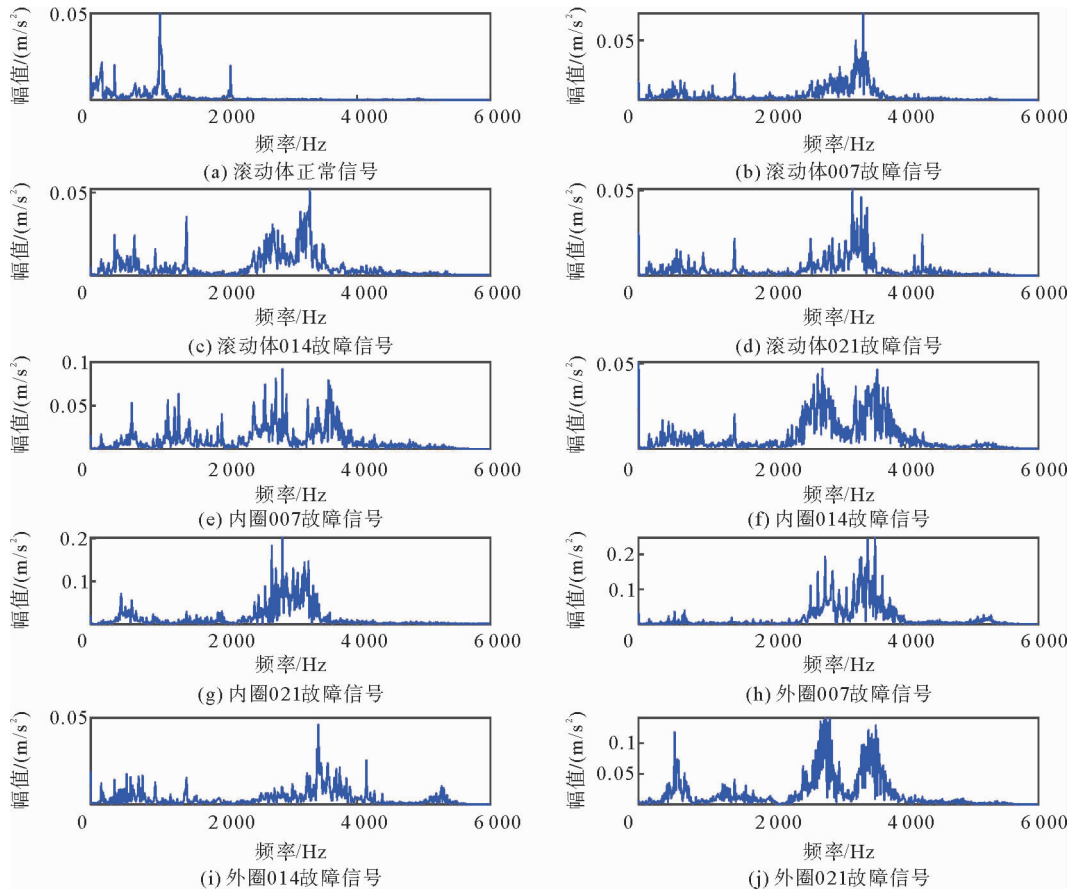 0.05
幅值/(m/s²)
0 2 000 4 000 6 000
频率/Hz
(a) 滚动体正常信号
0.05
幅值/(m/s²)
0 2 000 4 000 6 000
频率/Hz
(b) 滚动体007故障信号
0.05
幅值/(m/s²)
0 2 000 4 000 6 000
频率/Hz
(c) 滚动体014故障信号
0.05
幅值/(m/s²)
0 2 000 4 000 6 000
频率/Hz
(d) 滚动体021故障信号
0.1
0.05
幅值/(m/s²)
0 2 000 4 000 6 000
频率/Hz
(e) 内圈007故障信号
0.05
幅值/(m/s²)
0 2 000 4 000 6 000
频率/Hz
(f) 内圈014故障信号
0.2
0.1
幅值/(m/s²)
0 2 000 4 000 6 000
频率/Hz
(g) 内圈021故障信号
0.2
0.1
幅值/(m/s²)
0 2 000 4 000 6 000
频率/Hz
(h) 外圈007故障信号
0.05
幅值/(m/s²)
0 2 000 4 000 6 000
频率/Hz
(i) 外圈014故障信号
0.1
0.05
幅值/(m/s²)
0 2 000 4 000 6 000
频率/Hz
(j) 外圈021故障信号